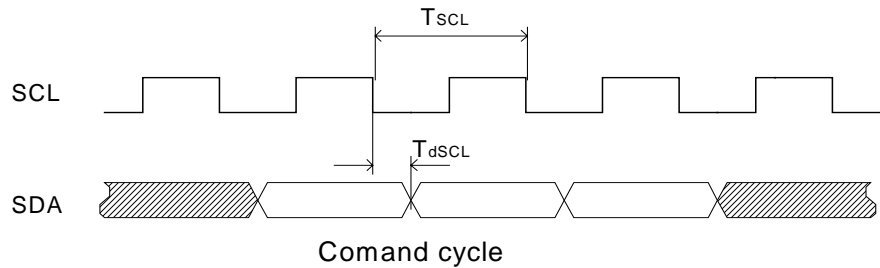 TSCL
SCL
TdSCL
SDA
Comand cycle